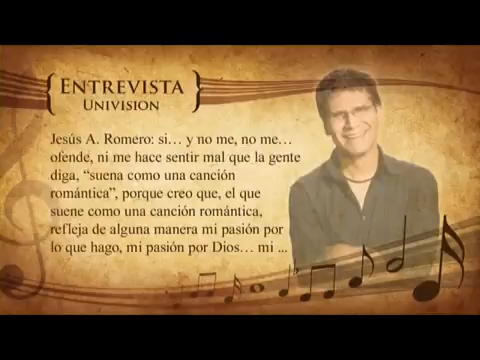 {ENTREVISTA}
UNIVISION
Jesús A. Romero: si… y no me, no me…
ofende, ni me hace sentir mal que la gente
diga, “suena como una canción
romántica”, porque creo que, el que
suene como una canción romántica,
refleja de alguna manera mi pasión por
lo que hago, mi pasión por Dios… mi ...